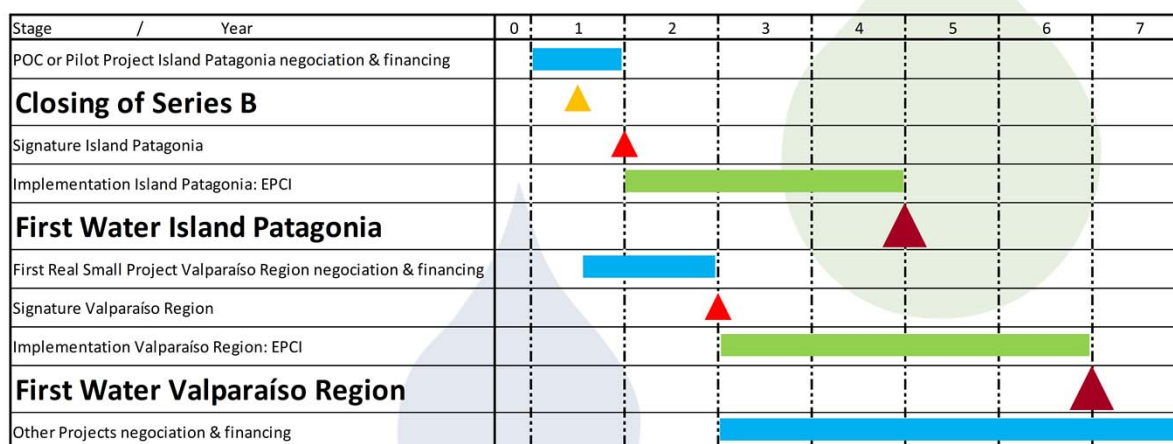 Stage / Year 0 1 2 3 4 5 6 7
POC or Pilot Project Island Patagonia negociation & financing
Closing of Series B
Signature Island Patagonia
Implementation Island Patagonia: EPCI
First Water Island Patagonia
First Real Small Project Valparaíso Region negociation & financing
Signature Valparaíso Region
Implementation Valparaíso Region: EPCI
First Water Valparaíso Region
Other Projects negociation & financing